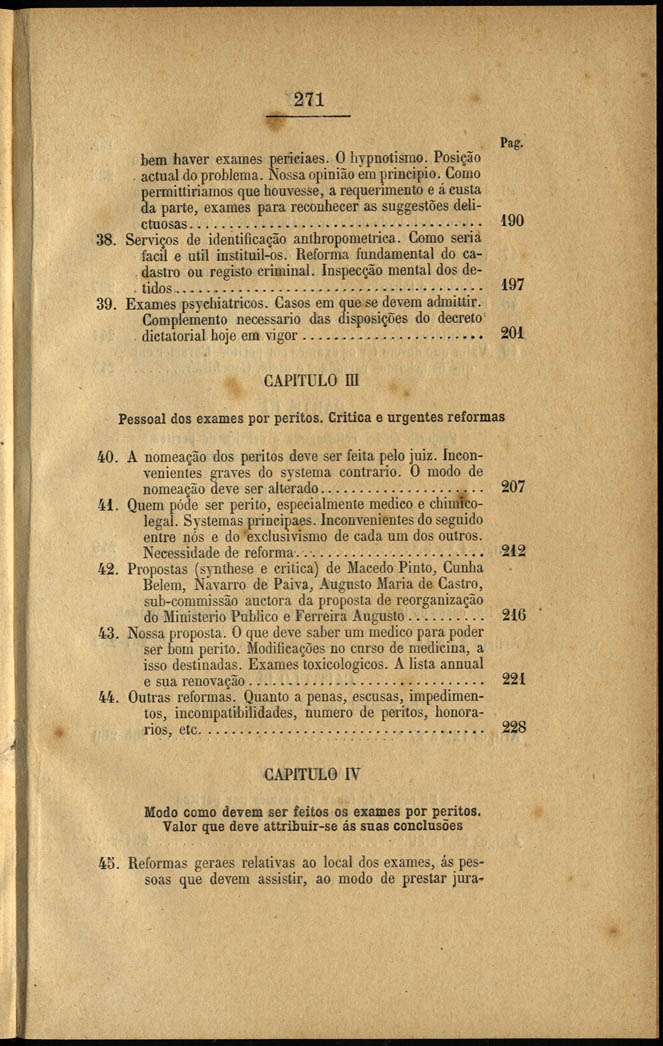 271
Pag.
bem haver exames periciaes. O hypnotismo. Posição
actual do problema. Nossa opinião em principio. Como
permittiriamos que houvesse, a requerimento e á custa
da parte, exames para reconhecer as suggestões deli-
ctuosas.................................... 190
38. Serviços de identificação anthropometrica. Como seria
facil e util instituil-os. Reforma fundamental do ca-
dastro ou registo criminal. Inspecção mental dos de-
tidos...................................... 197
39. Exames psychiatricos. Casos em que se devem admittir.
Complemento necessario das disposições do decreto
dictatorial hoje em vigor....................... 201
CAPITULO III
Pessoal dos exames por peritos. Critica e urgentes reformas
40. A nomeação dos peritos deve ser feita pelo juiz. Incon-
venientes graves do systema contrario. O modo de
nomeação deve ser alterado.................... 207
41. Quem póde ser perito, especialmente medico e chimico-
legal. Systemas principaes. Inconvenientes do seguido
entre nós e do exclusivismo de cada um dos outros.
Necessidade de reforma........................ 212
42. Propostas (synthese e critica) de Macedo Pinto, Cunha
Belem, Navarro de Paiva, Augusto Maria de Castro,
sub-commissão auctora da proposta de reorganização
do Ministerio Publico e Ferreira Augusto.......... 216
43. Nossa proposta. O que deve saber um medico para poder
ser bom perito. Modificações no curso de medicina, a
isso destinadas. Exames toxicologicos. A lista annual
e sua renovação.............................. 221
44. Outras reformas. Quanto a penas, escusas, impedimen-
tos, incompatibilidades, numero de peritos, honora-
rios, etc.................................... 228
CAPITULO IV
Modo como devem ser feitos os exames por peritos.
Valor que deve attribuir-se ás suas conclusões
45. Reformas geraes relativas ao local dos exames, ás pes-
soas que devem assistir, ao modo de prestar jura-